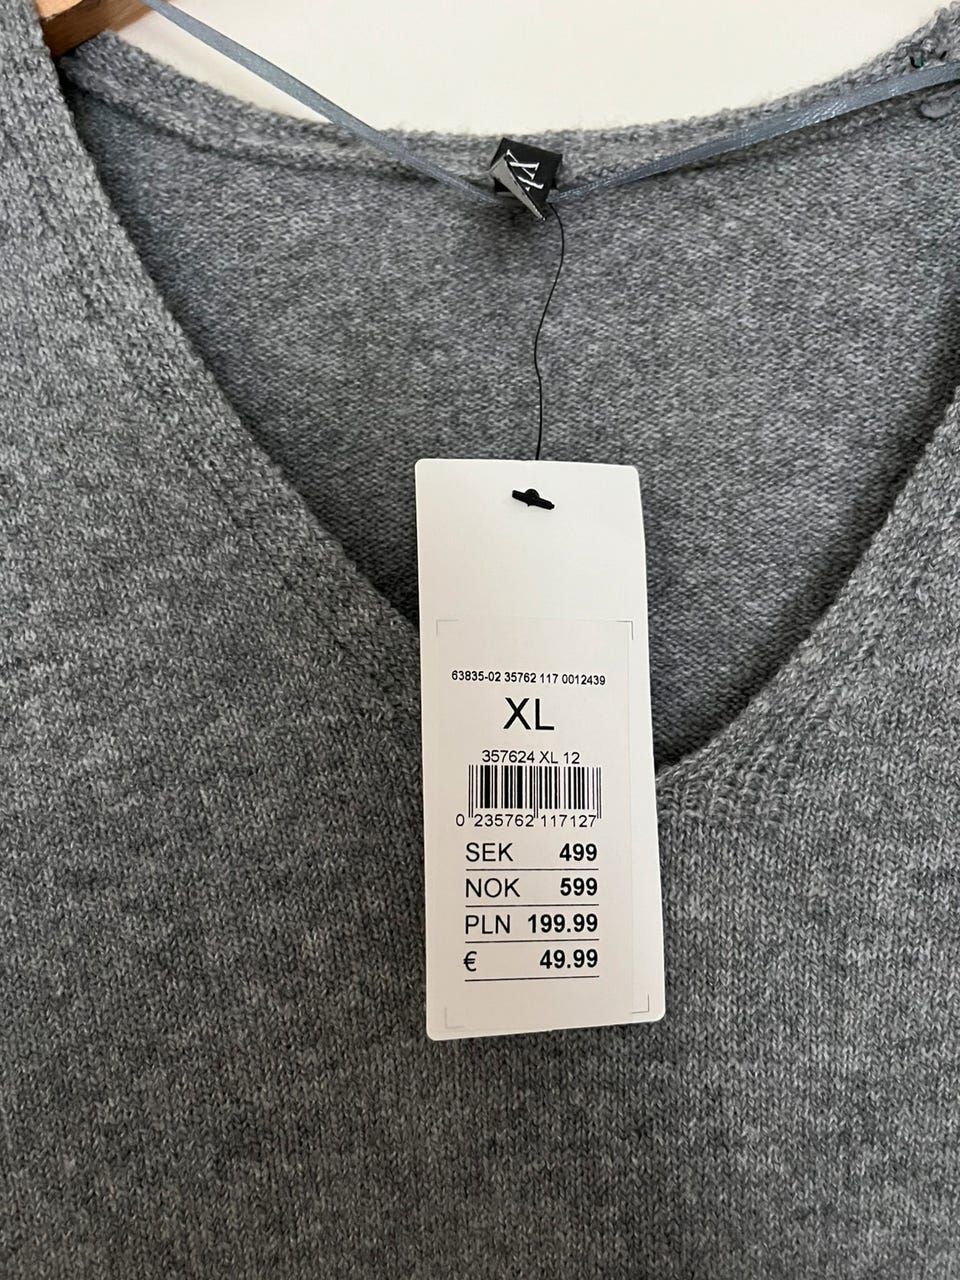 XL
63835-02 35762 117 0012439
XL
357624 XL 12
0 235762 117127
SEK 499
NOK 599
PLN 199.99
€ 49.99